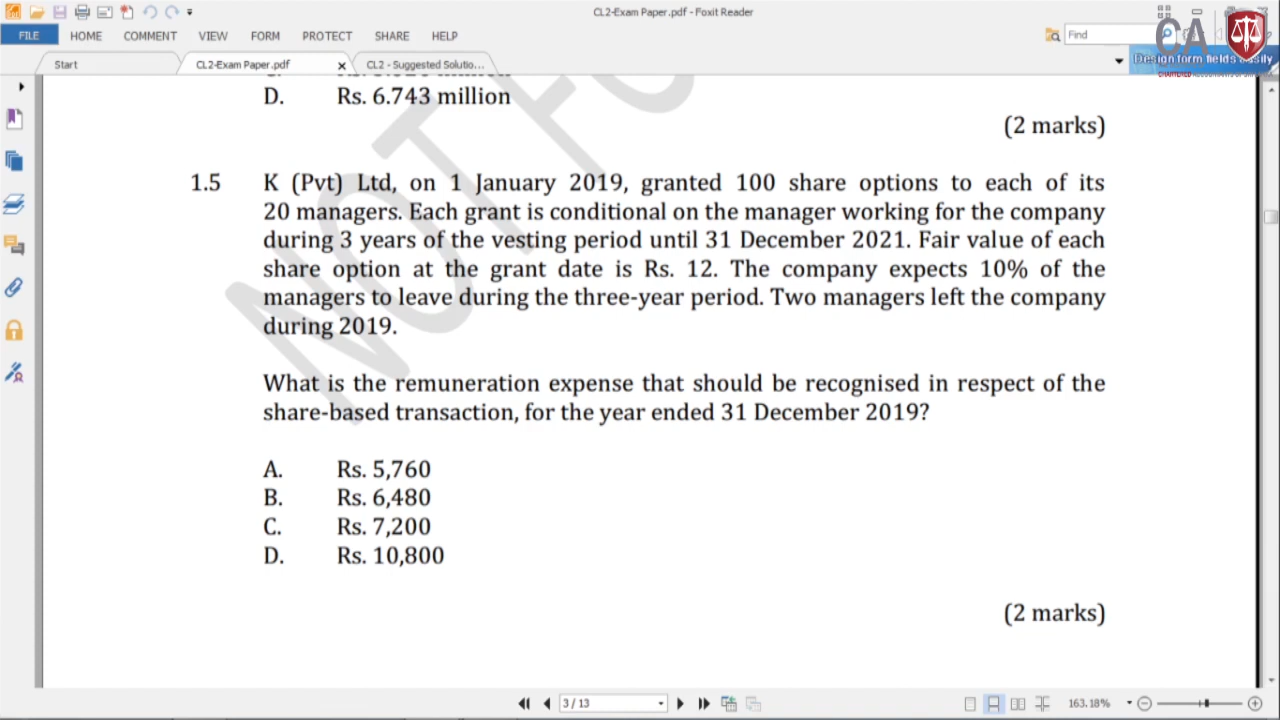 CL2-Exam Paper.pdf - Foxit Reader
FILE HOME COMMENT VIEW FORM PROTECT SHARE HELP
Find
CA
Design form fields easily
Start CL2-Exam Paper.pdf x CL2 - Suggested Solutio...
D. Rs. 6.743 million
(2 marks)
1.5 K (Pvt) Ltd, on 1 January 2019, granted 100 share options to each of its
20 managers. Each grant is conditional on the manager working for the company
during 3 years of the vesting period until 31 December 2021. Fair value of each
share option at the grant date is Rs. 12. The company expects 10% of the
managers to leave during the three-year period. Two managers left the company
during 2019.
What is the remuneration expense that should be recognised in respect of the
share-based transaction, for the year ended 31 December 2019?
A. Rs. 5,760
B. Rs. 6,480
C. Rs. 7,200
D. Rs. 10,800
(2 marks)
NOT FO
3 / 13
163.18%